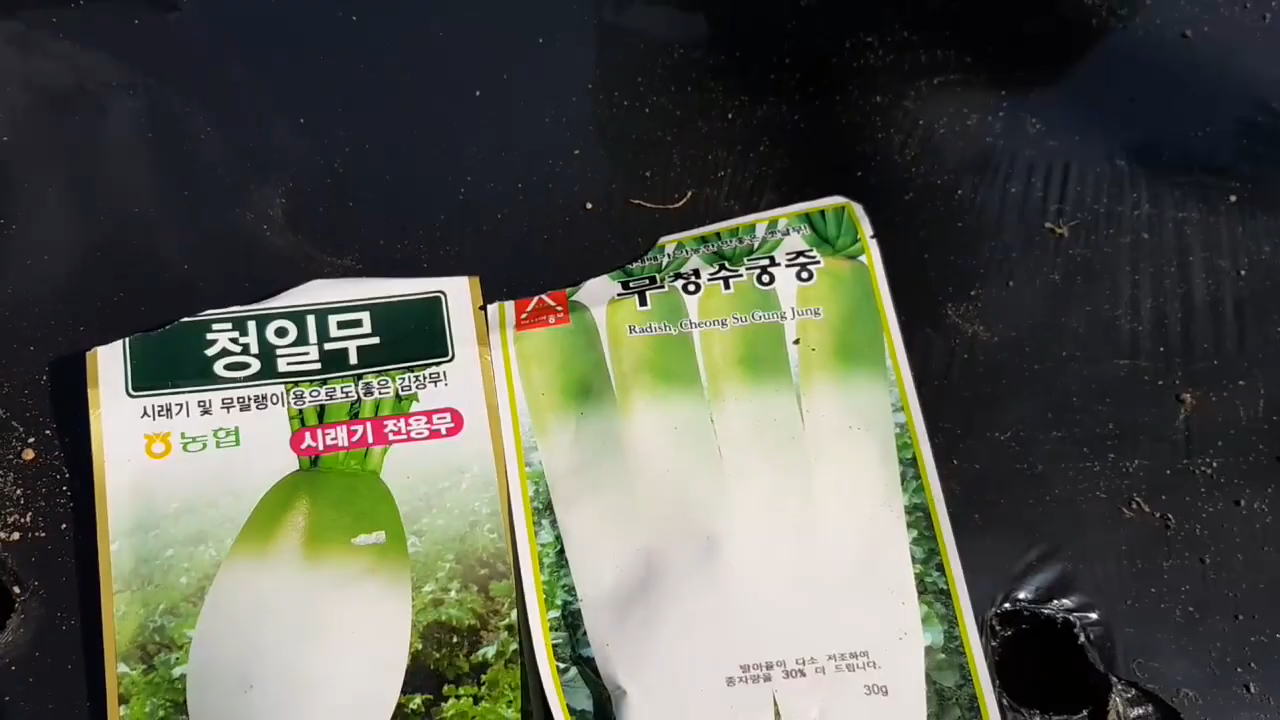 청일무
시래기 및 무말랭이 용으로도 좋은 김장무!
농협
시래기 전용무
무청수궁중
Radish, Cheong Su Gung Jung
발아율이 다소 저조하여
종자량을 30% 더 드립니다.
30g